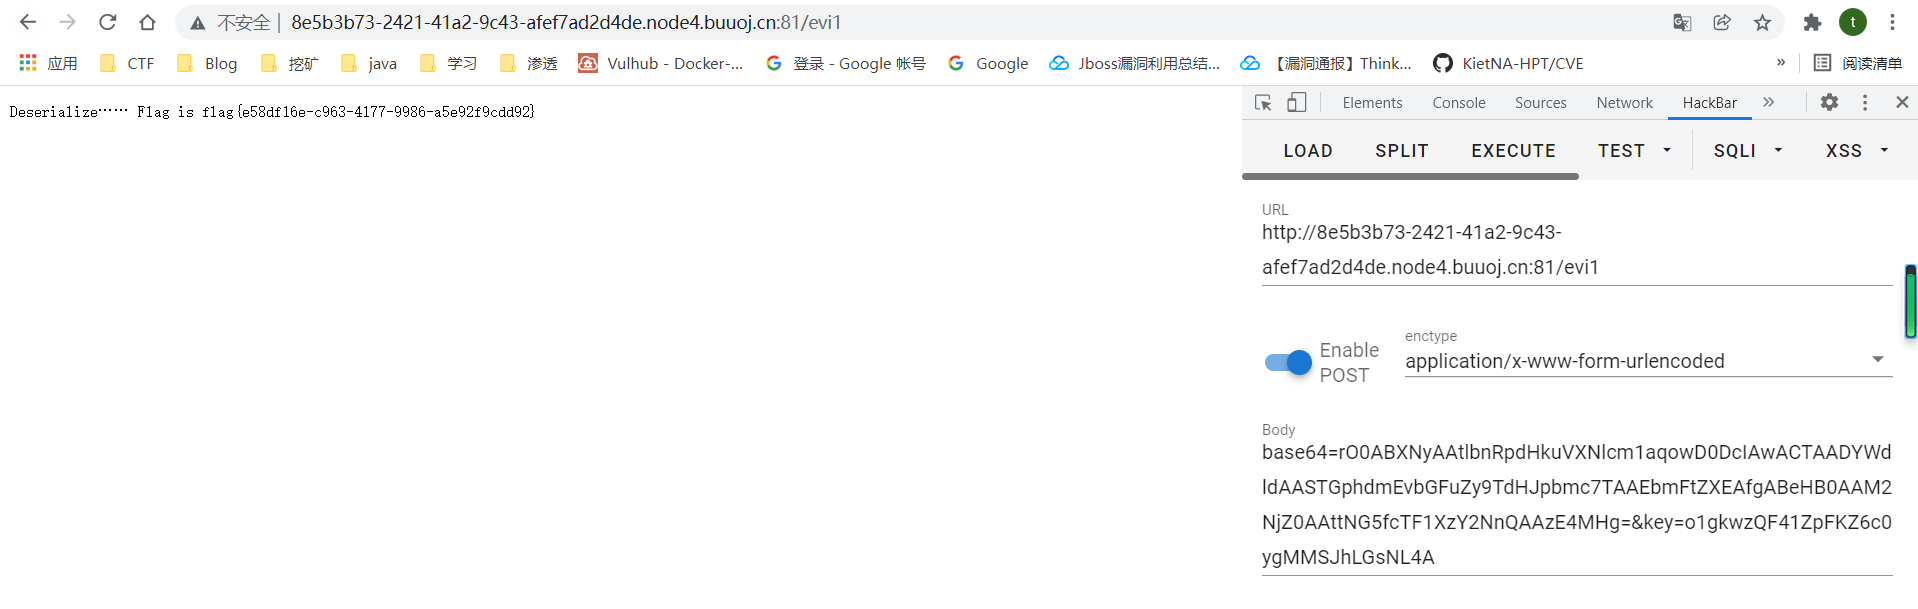 不安全 | 8e5b3b73-2421-41a2-9c43-afef7ad2d4de.node4.buuoj.cn:81/evi1
t
应用 CTF Blog 挖矿 java 学习 渗透 Vulhub - Docker-... 登录 - Google 帐号 Google Jboss漏洞利用总结... 【漏洞通报】Think... KietNA-HPT/CVE » 阅读清单
Deserialize…… Flag is flag{e58df16e-c963-4177-9986-a5e92f9cdd92}
Elements Console Sources Network HackBar »
LOAD SPLIT EXECUTE TEST SQLI XSS
URL
http://8e5b3b73-2421-41a2-9c43-
afef7ad2d4de.node4.buuoj.cn:81/evi1
Enable
POST
enctype
application/x-www-form-urlencoded
Body
base64=rO0ABXNyAAtlbnRpdHkuVXNlcm1aqowD0DcIAwACTAADYWd
ldAASTGphdmEvbGFuZy9TdHJpbmc7TAAEbmFtZXEAfgABeHB0AAM2
NjZ0AAttNG5fcTF1XzY2NnQAAzE4MHg=&key=o1gkwzQF41ZpFKZ6c0
ygMMSJhLGsNL4A